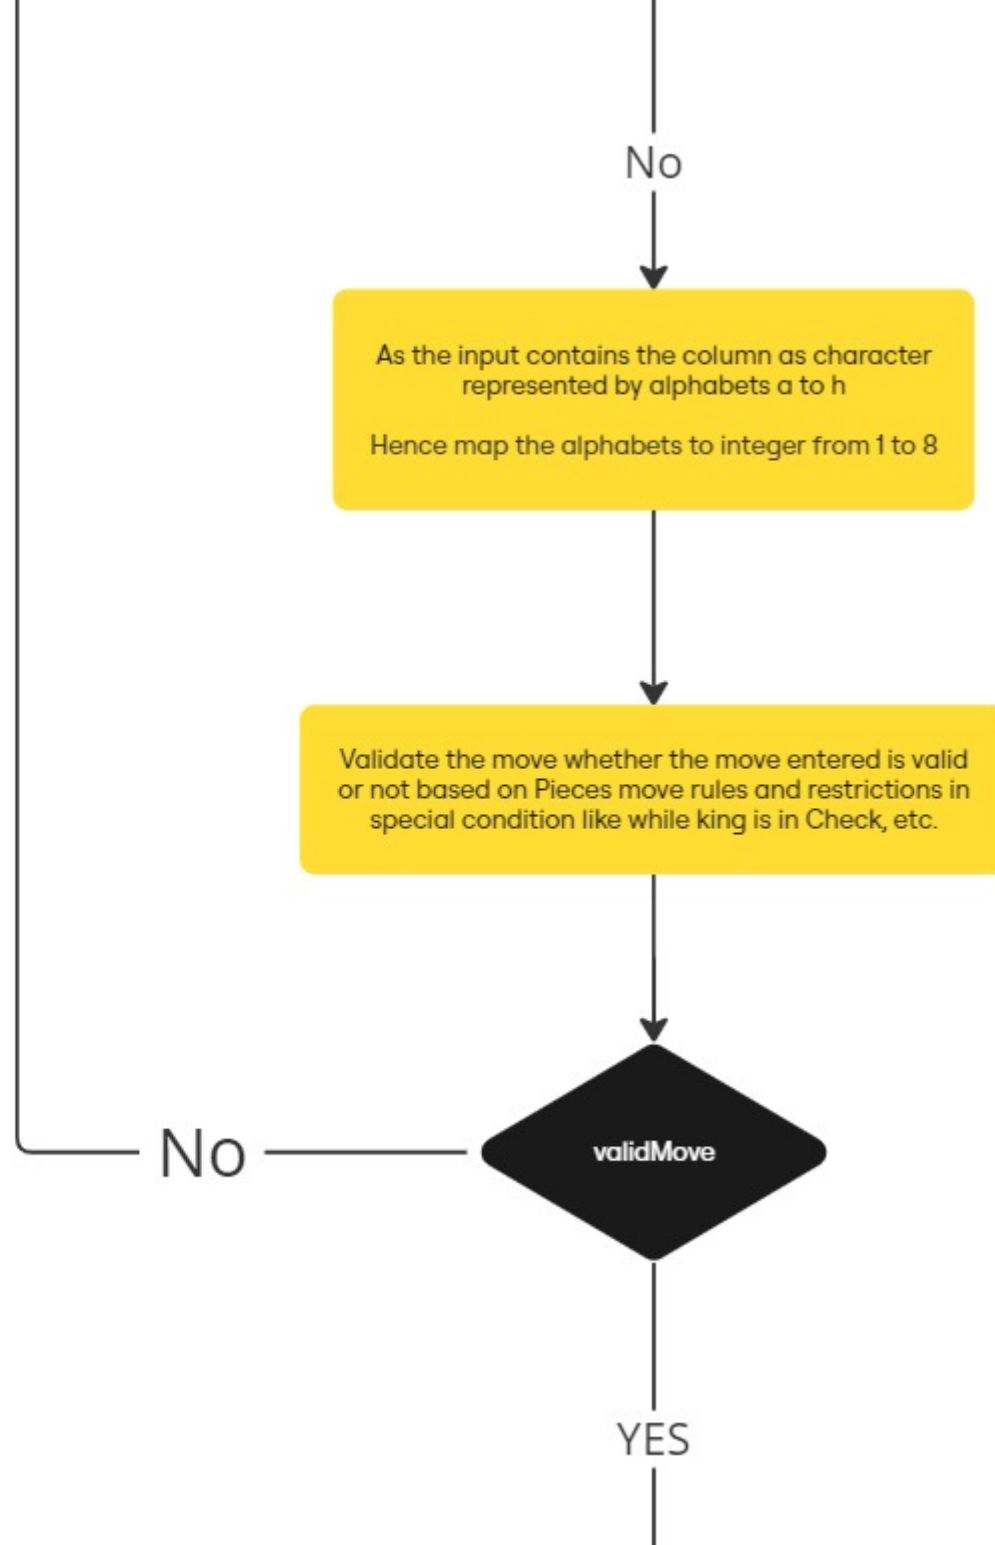 No
As the input contains the column as character
represented by alphabets a to h
Hence map the alphabets to integer from 1 to 8
Validate the move whether the move entered is valid
or not based on Pieces move rules and restrictions in
special condition like while king is in Check, etc.
validMove
No
YES